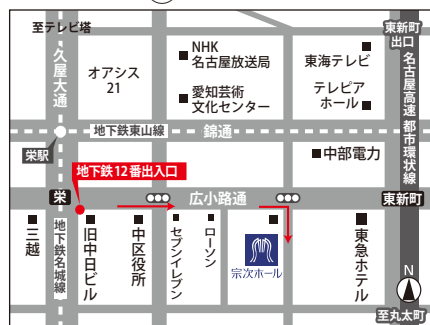 至テレビ塔
東新町
出口
NHK
名古屋放送局
東海テレビ
久屋大通
オアシス
21
愛知芸術
文化センター
テレピア
ホール
名古屋高速 都市環状線
地下鉄東山線
錦通
栄駅
中部電力
地下鉄12番出入口
栄
広小路通
東新町
三越
地下鉄名城線
旧中日ビル
中区役所
セブンイレブン
ローソン
宗次ホール
東急ホテル
N
至丸太町